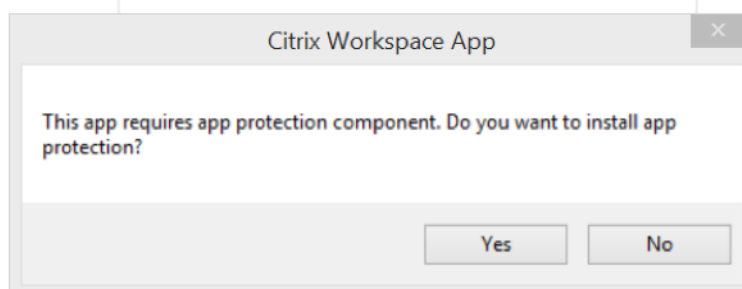 Citrix Workspace App
This app requires app protection component. Do you want to install app
protection?
Yes
No